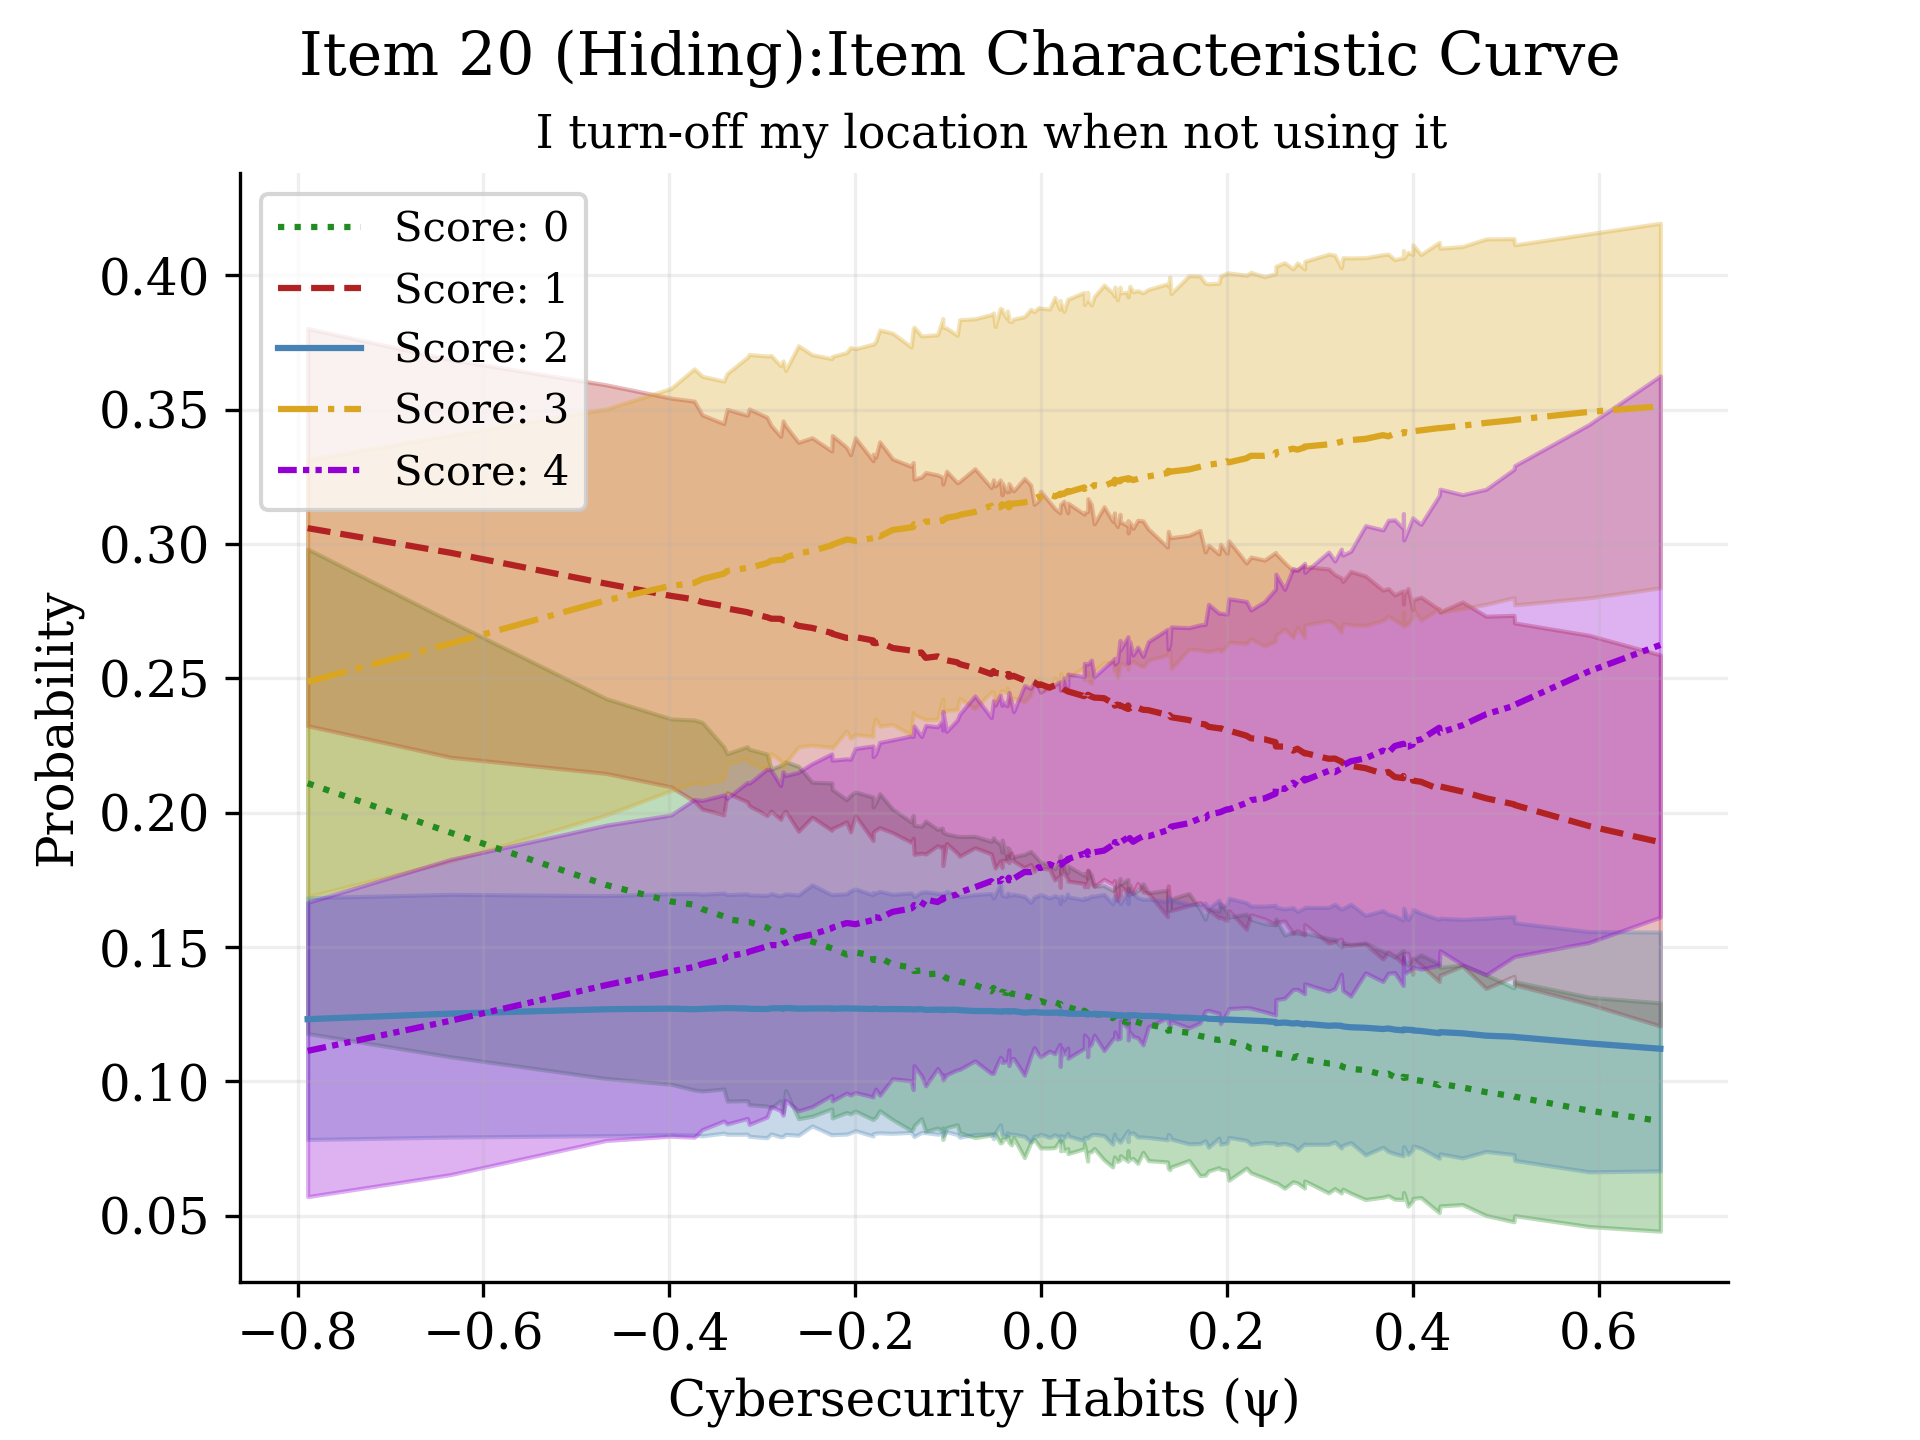 Item 20 (Hiding):Item Characteristic Curve
I turn-off my location when not using it
Score: 0
Score: 1
Score: 2
Score: 3
Score: 4
0.40
0.35
0.30
0.25
0.20
0.15
0.10
0.05
Probability
−0.8 −0.6 −0.4 −0.2 0.0 0.2 0.4 0.6
Cybersecurity Habits (ψ)